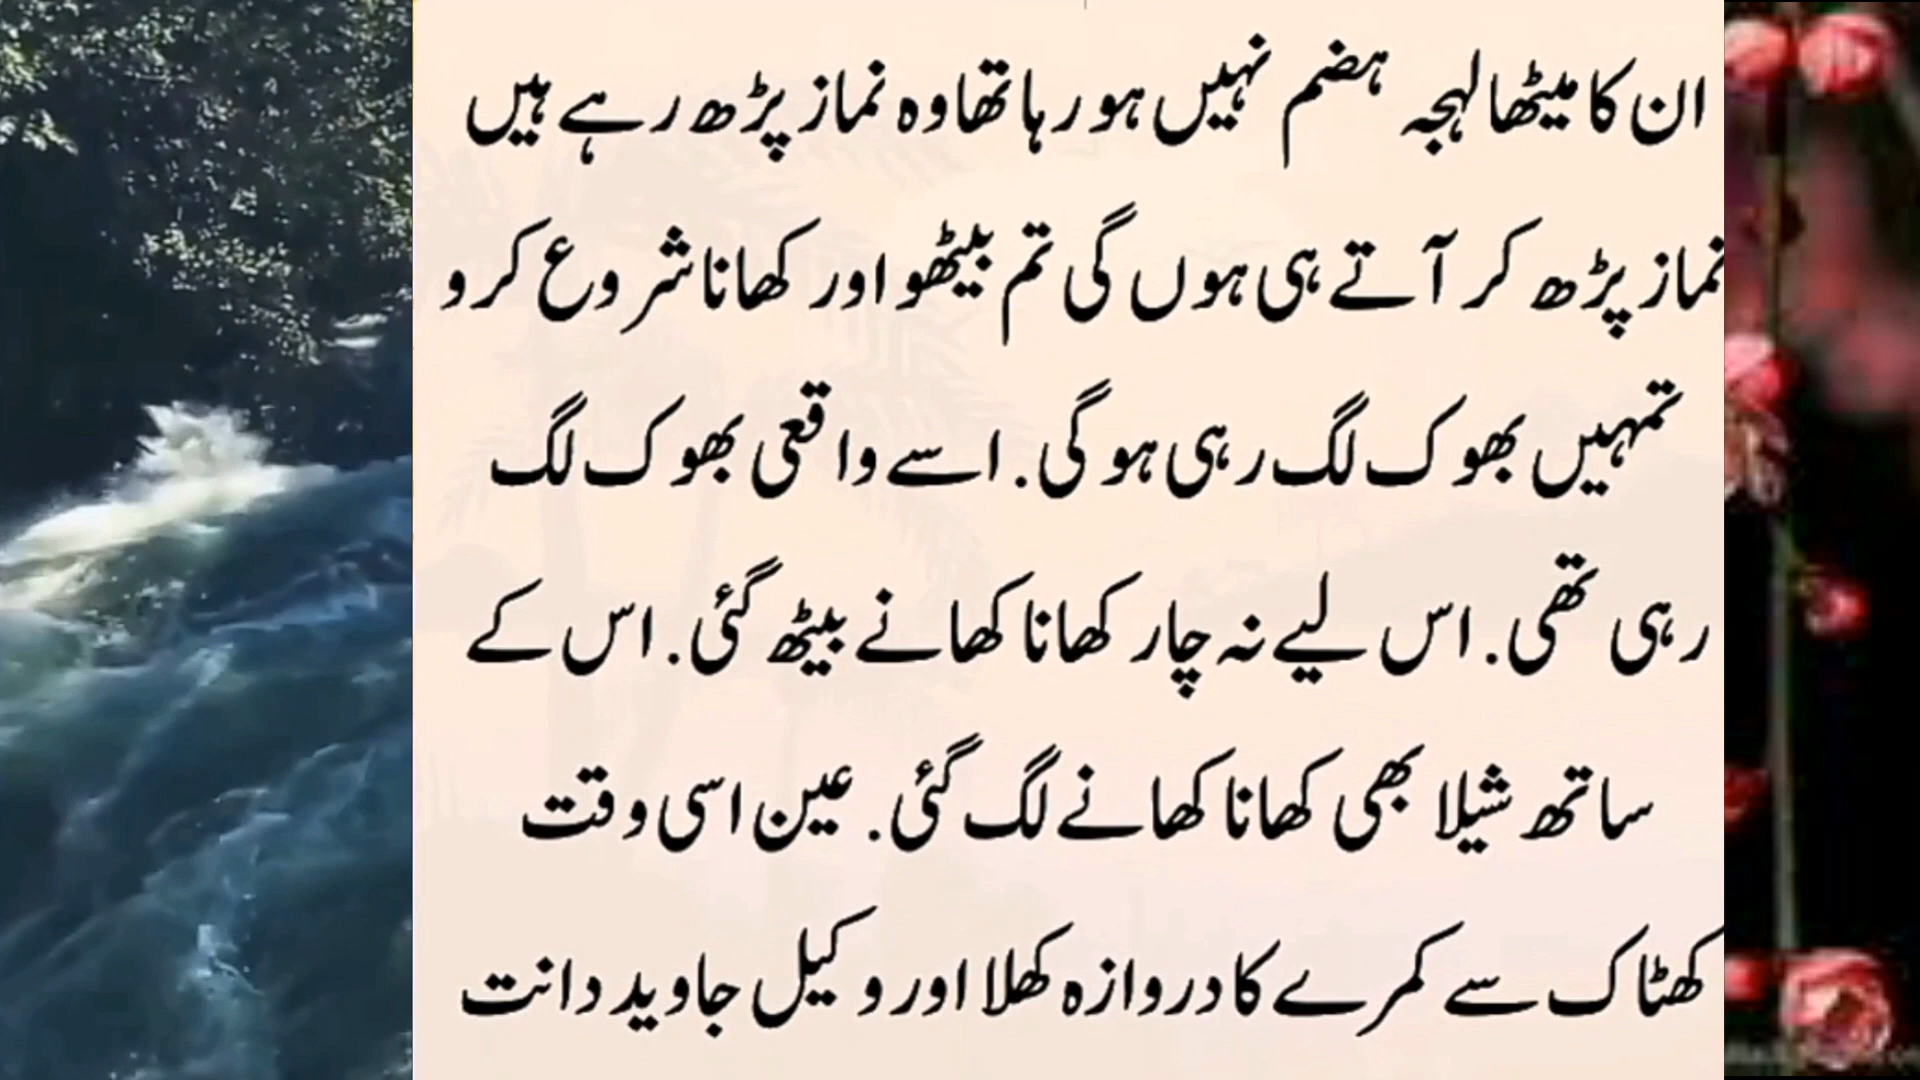 ان کا میٹھا لہجہ ہضم نہیں ہو رہا تھا وہ نماز پڑھ رہے ہیں
نماز پڑھ کر آتے ہی ہوں گی تم بیٹھو اور کھانا شروع کرو
تمہیں بھوک لگ رہی ہو گی. اسے واقعی بھوک لگ
رہی تھی. اس لیے نہ چار کھانا کھانے بیٹھ گئی. اس کے
ساتھ شیلا بھی کھانا کھانے لگ گئی. عین اسی وقت
کھٹاک سے کمرے کا دروازہ کھلا اور وکیل جاوید دانت